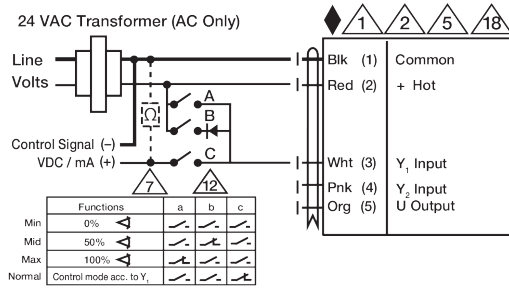 24 VAC Transformer (AC Only)
1 2 5 18
Line
Volts
Blk (1) Common
Red (2) + Hot
A
Ω
B
Control Signal (–)
VDC / mA (+)
C
Wht (3) Y1 Input
Pnk (4) Y2 Input
Org (5) U Output
7 12
Functions a b c
Min 0%
Mid 50%
Max 100%
Normal Control mode acc. to Y1